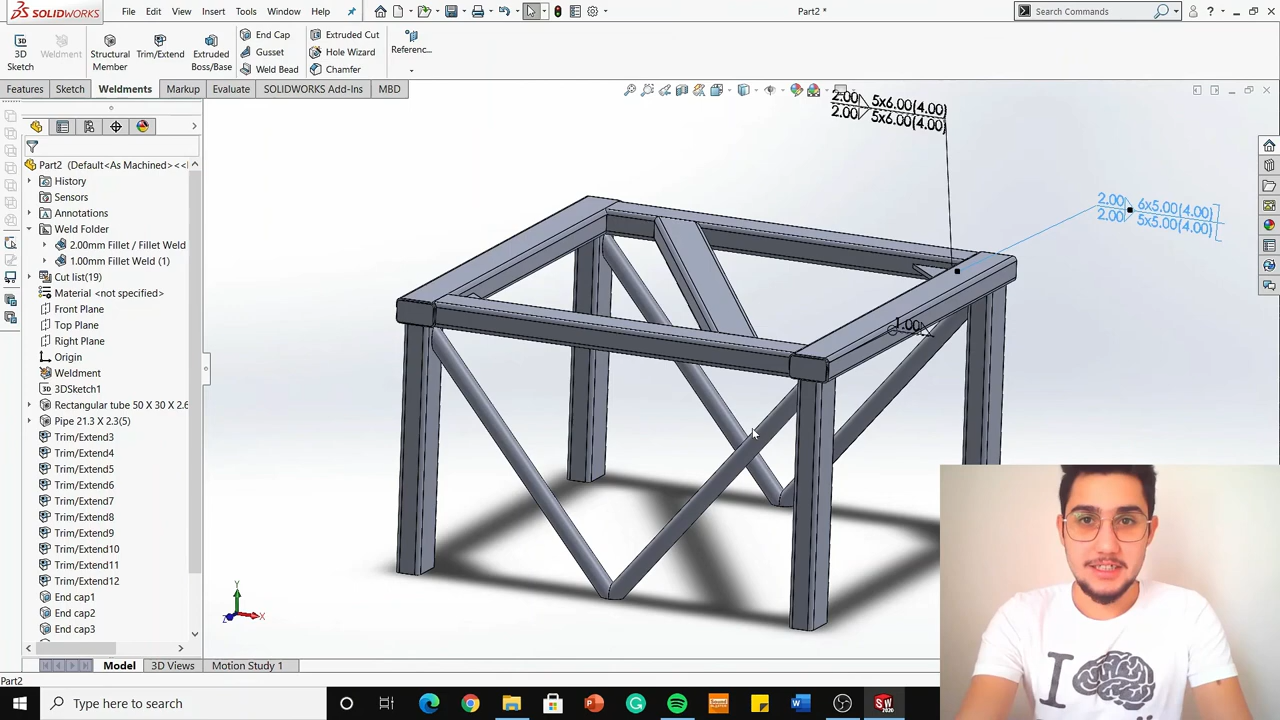 SOLIDWORKS
File
Edit
View
Insert
Tools
Window
Help
Part2 *
Search Commands
3D Sketch
Weldment
Structural Member
Trim/Extend
Extruded Boss/Base
End Cap
Gusset
Weld Bead
Extruded Cut
Hole Wizard
Chamfer
Referenc...
Features
Sketch
Weldments
Markup
Evaluate
SOLIDWORKS Add-Ins
MBD
Part2 (Default<As Machined><<
History
Sensors
Annotations
Weld Folder
2.00mm Fillet / Fillet Weld
1.00mm Fillet Weld (1)
Cut list(19)
Material <not specified>
Front Plane
Top Plane
Right Plane
Origin
Weldment
3DSketch1
Rectangular tube 50 X 30 X 2.6
Pipe 21.3 X 2.3(5)
Trim/Extend3
Trim/Extend4
Trim/Extend5
Trim/Extend6
Trim/Extend7
Trim/Extend8
Trim/Extend9
Trim/Extend10
Trim/Extend11
Trim/Extend12
End cap1
End cap2
End cap3
2.00 5x6.00(4.00)
2.00 5x6.00(4.00)
2.00 6x5.00(4.00)
2.00 5x5.00(4.00)
1.00
Y
X
Z
I
Model
3D Views
Motion Study 1
Part2
Type here to search
SW
2020